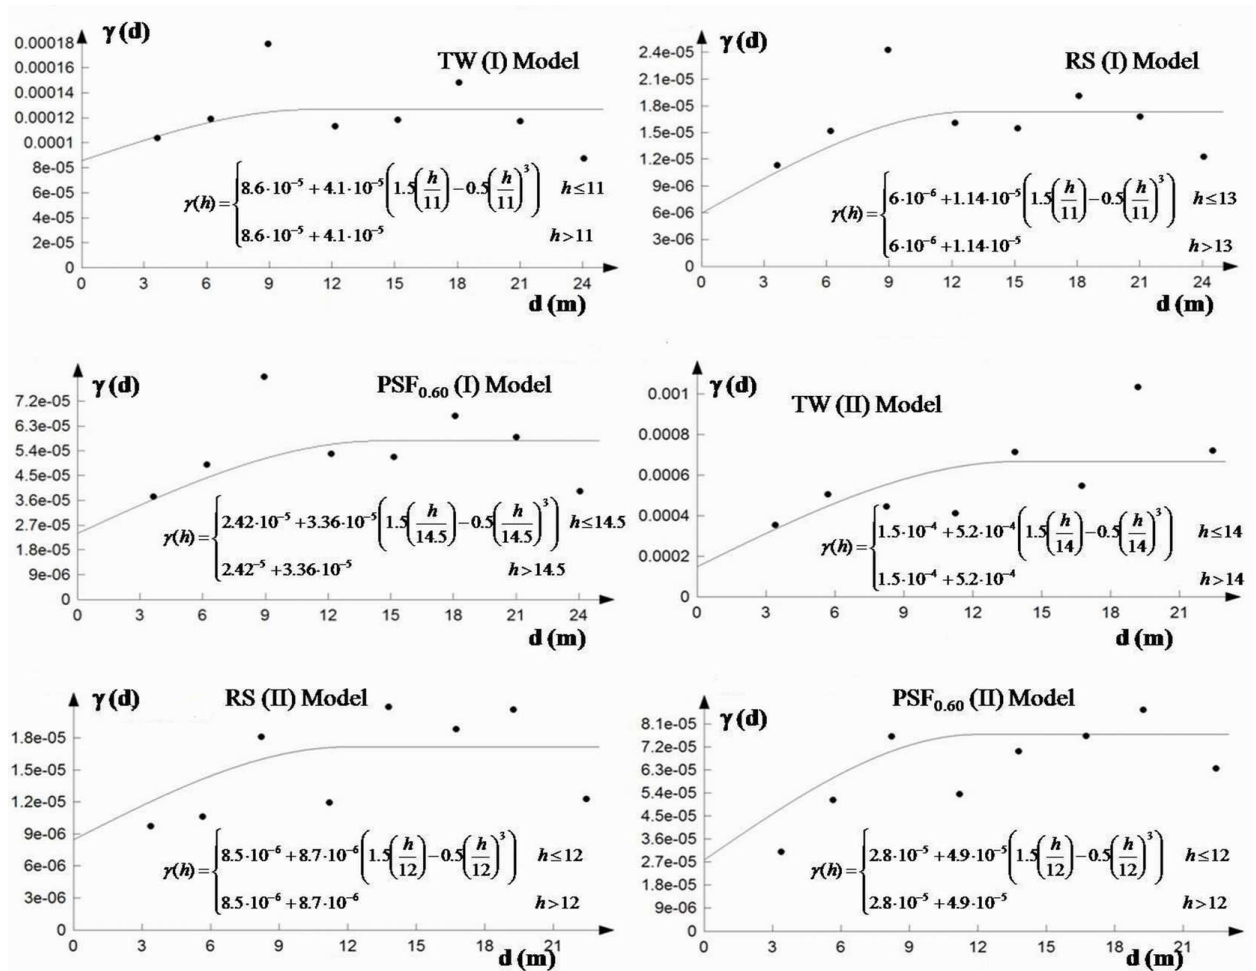 γ (d)
TW (I) Model
0.00018
0.00016
0.00014
0.00012
0.0001
8e-05
6e-05
4e-05
2e-05
0
γ(h)= { 8.6·10⁻⁵ + 4.1·10⁻⁵ (1.5(h/11) − 0.5(h/11)³) h≤11
8.6·10⁻⁵ + 4.1·10⁻⁵ h>11
0 3 6 9 12 15 18 21 24
d (m)
γ (d)
RS (I) Model
2.4e-05
2.1e-05
1.8e-05
1.5e-05
1.2e-05
9e-06
6e-06
3e-06
0
γ(h)= { 6·10⁻⁶ +1.14·10⁻⁵ (1.5(h/11) − 0.5(h/11)³) h≤13
6·10⁻⁶ +1.14·10⁻⁵ h>13
0 3 6 9 12 15 18 21 24
d (m)
γ (d)
PSF₀.₆₀ (I) Model
7.2e-05
6.3e-05
5.4e-05
4.5e-05
3.6e-05
2.7e-05
1.8e-05
9e-06
0
γ(h)= { 2.42·10⁻⁵ +3.36·10⁻⁵ (1.5(h/14.5) − 0.5(h/14.5)³) h≤14.5
2.42⁻⁵ +3.36·10⁻⁵ h>14.5
0 3 6 9 12 15 18 21 24
d (m)
γ (d)
TW (II) Model
0.001
0.0008
0.0006
0.0004
0.0002
0
γ(h)= { 1.5·10⁻⁴ +5.2·10⁻⁴ (1.5(h/14) − 0.5(h/14)³) h≤14
1.5·10⁻⁴ +5.2·10⁻⁴ h>14
0 3 6 9 12 15 18 21
d (m)
γ (d)
RS (II) Model
1.8e-05
1.5e-05
1.2e-05
9e-06
6e-06
3e-06
0
γ(h)= { 8.5·10⁻⁶ +8.7·10⁻⁶ (1.5(h/12) − 0.5(h/12)³) h≤12
8.5·10⁻⁶ +8.7·10⁻⁶ h>12
0 3 6 9 12 15 18 21
d (m)
γ (d)
PSF₀.₆₀ (II) Model
8.1e-05
7.2e-05
6.3e-05
5.4e-05
4.5e-05
3.6e-05
2.7e-05
1.8e-05
9e-06
0
γ(h)= { 2.8·10⁻⁵ +4.9·10⁻⁵ (1.5(h/12) − 0.5(h/12)³) h≤12
2.8·10⁻⁵ +4.9·10⁻⁵ h>12
0 3 6 9 12 15 18 21
d (m)